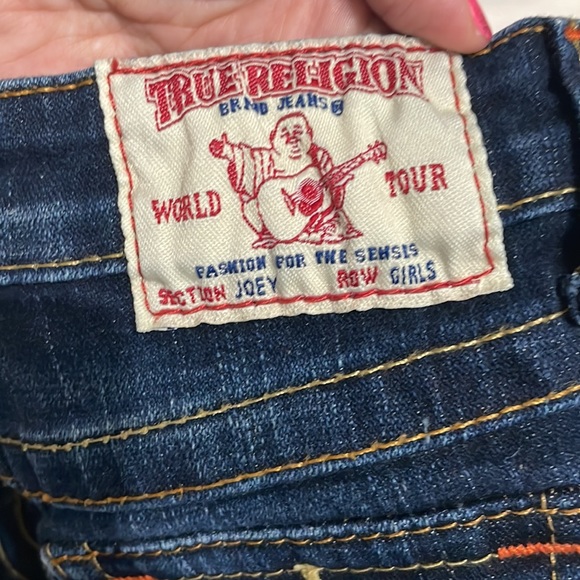 TRUE RELIGION
BRAND JEANS®
WORLD TOUR
FASHION FOR THE SENSIS
SECTION JOEY ROW GIRLS